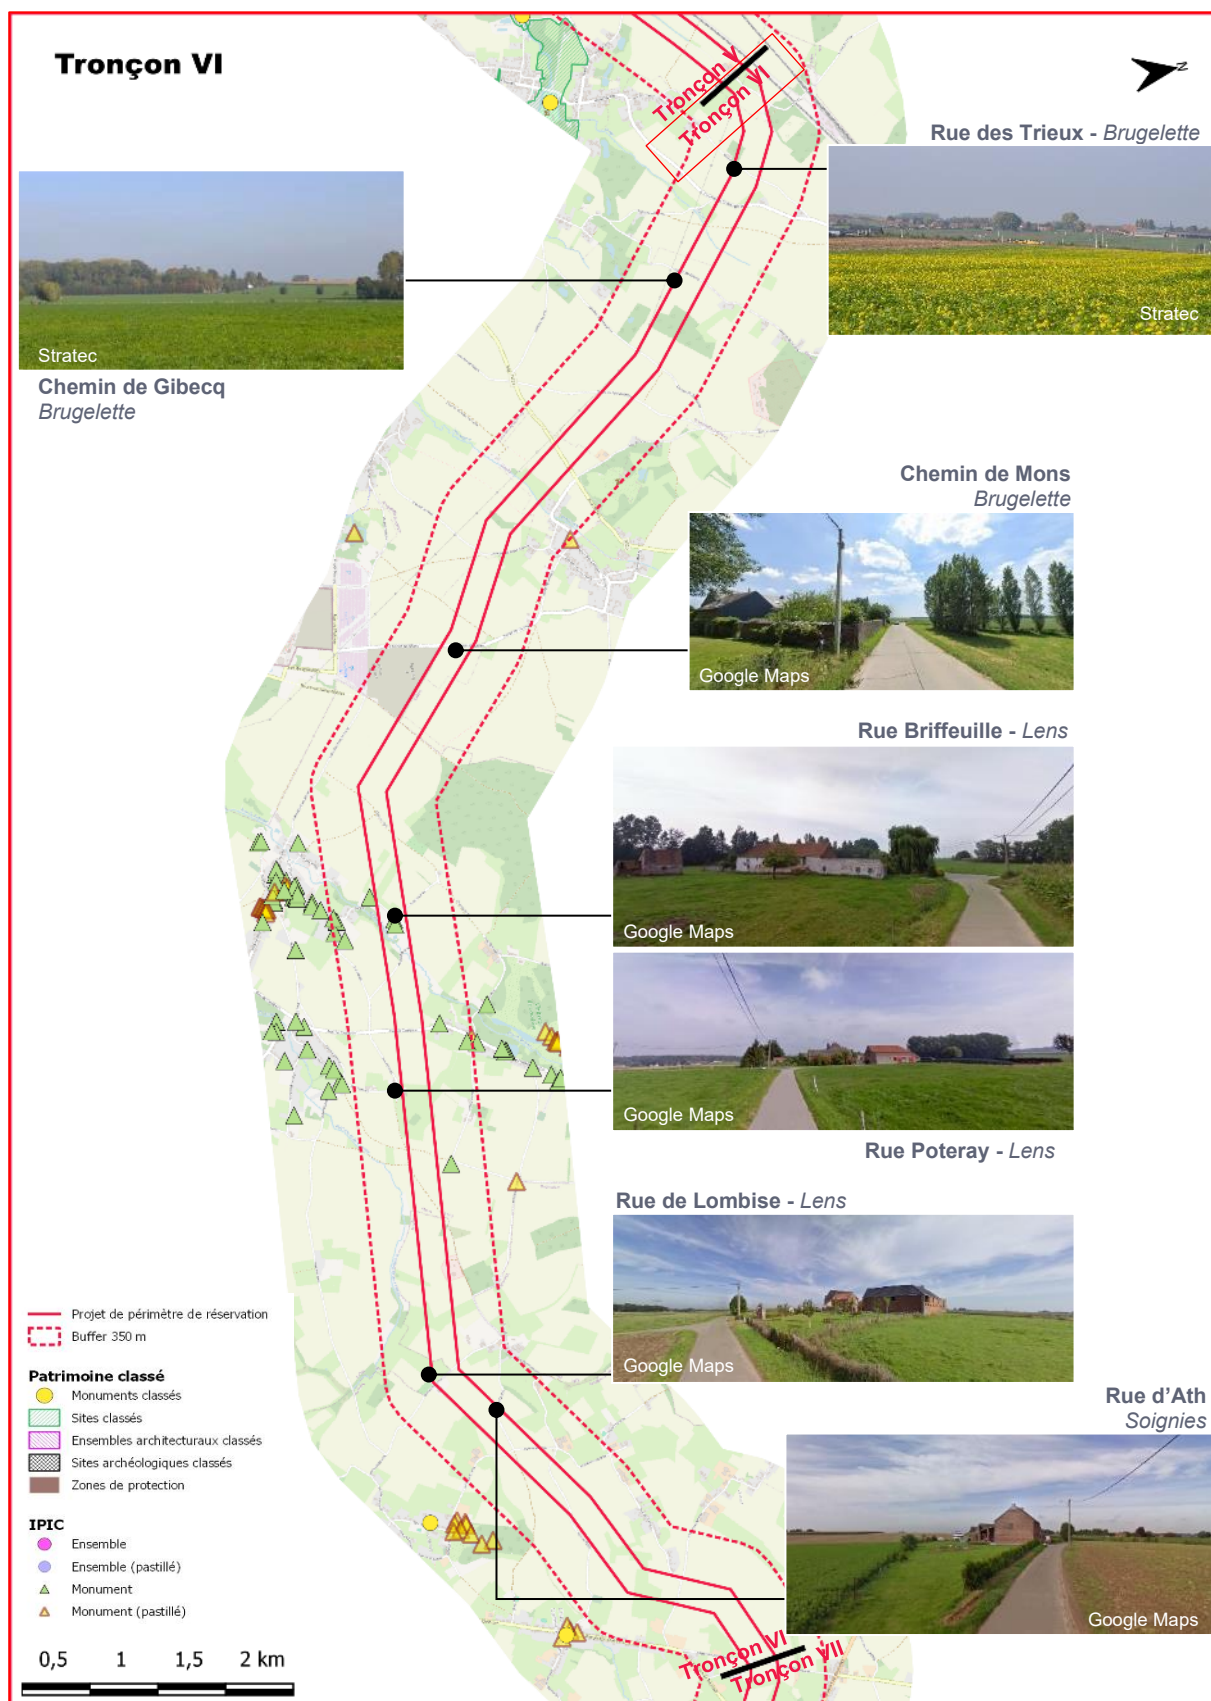 Tronçon VI
Tronçon V
Tronçon VI
N
Rue des Trieux - Brugelette
Stratec
Stratec
Chemin de Gibecq
Brugelette
Chemin de Mons
Brugelette
Google Maps
Rue Briffeuille - Lens
Google Maps
Google Maps
Rue Poteray - Lens
Rue de Lombise - Lens
Google Maps
Rue d'Ath
Soignies
Google Maps
Projet de périmètre de réservation
Buffer 350 m
Patrimoine classé
Monuments classés
Sites classés
Ensembles architecturaux classés
Sites archéologiques classés
Zones de protection
IPIC
Ensemble
Ensemble (pastillé)
Monument
Monument (pastillé)
0,5 1 1,5 2 km
Tronçon VI
Tronçon VII